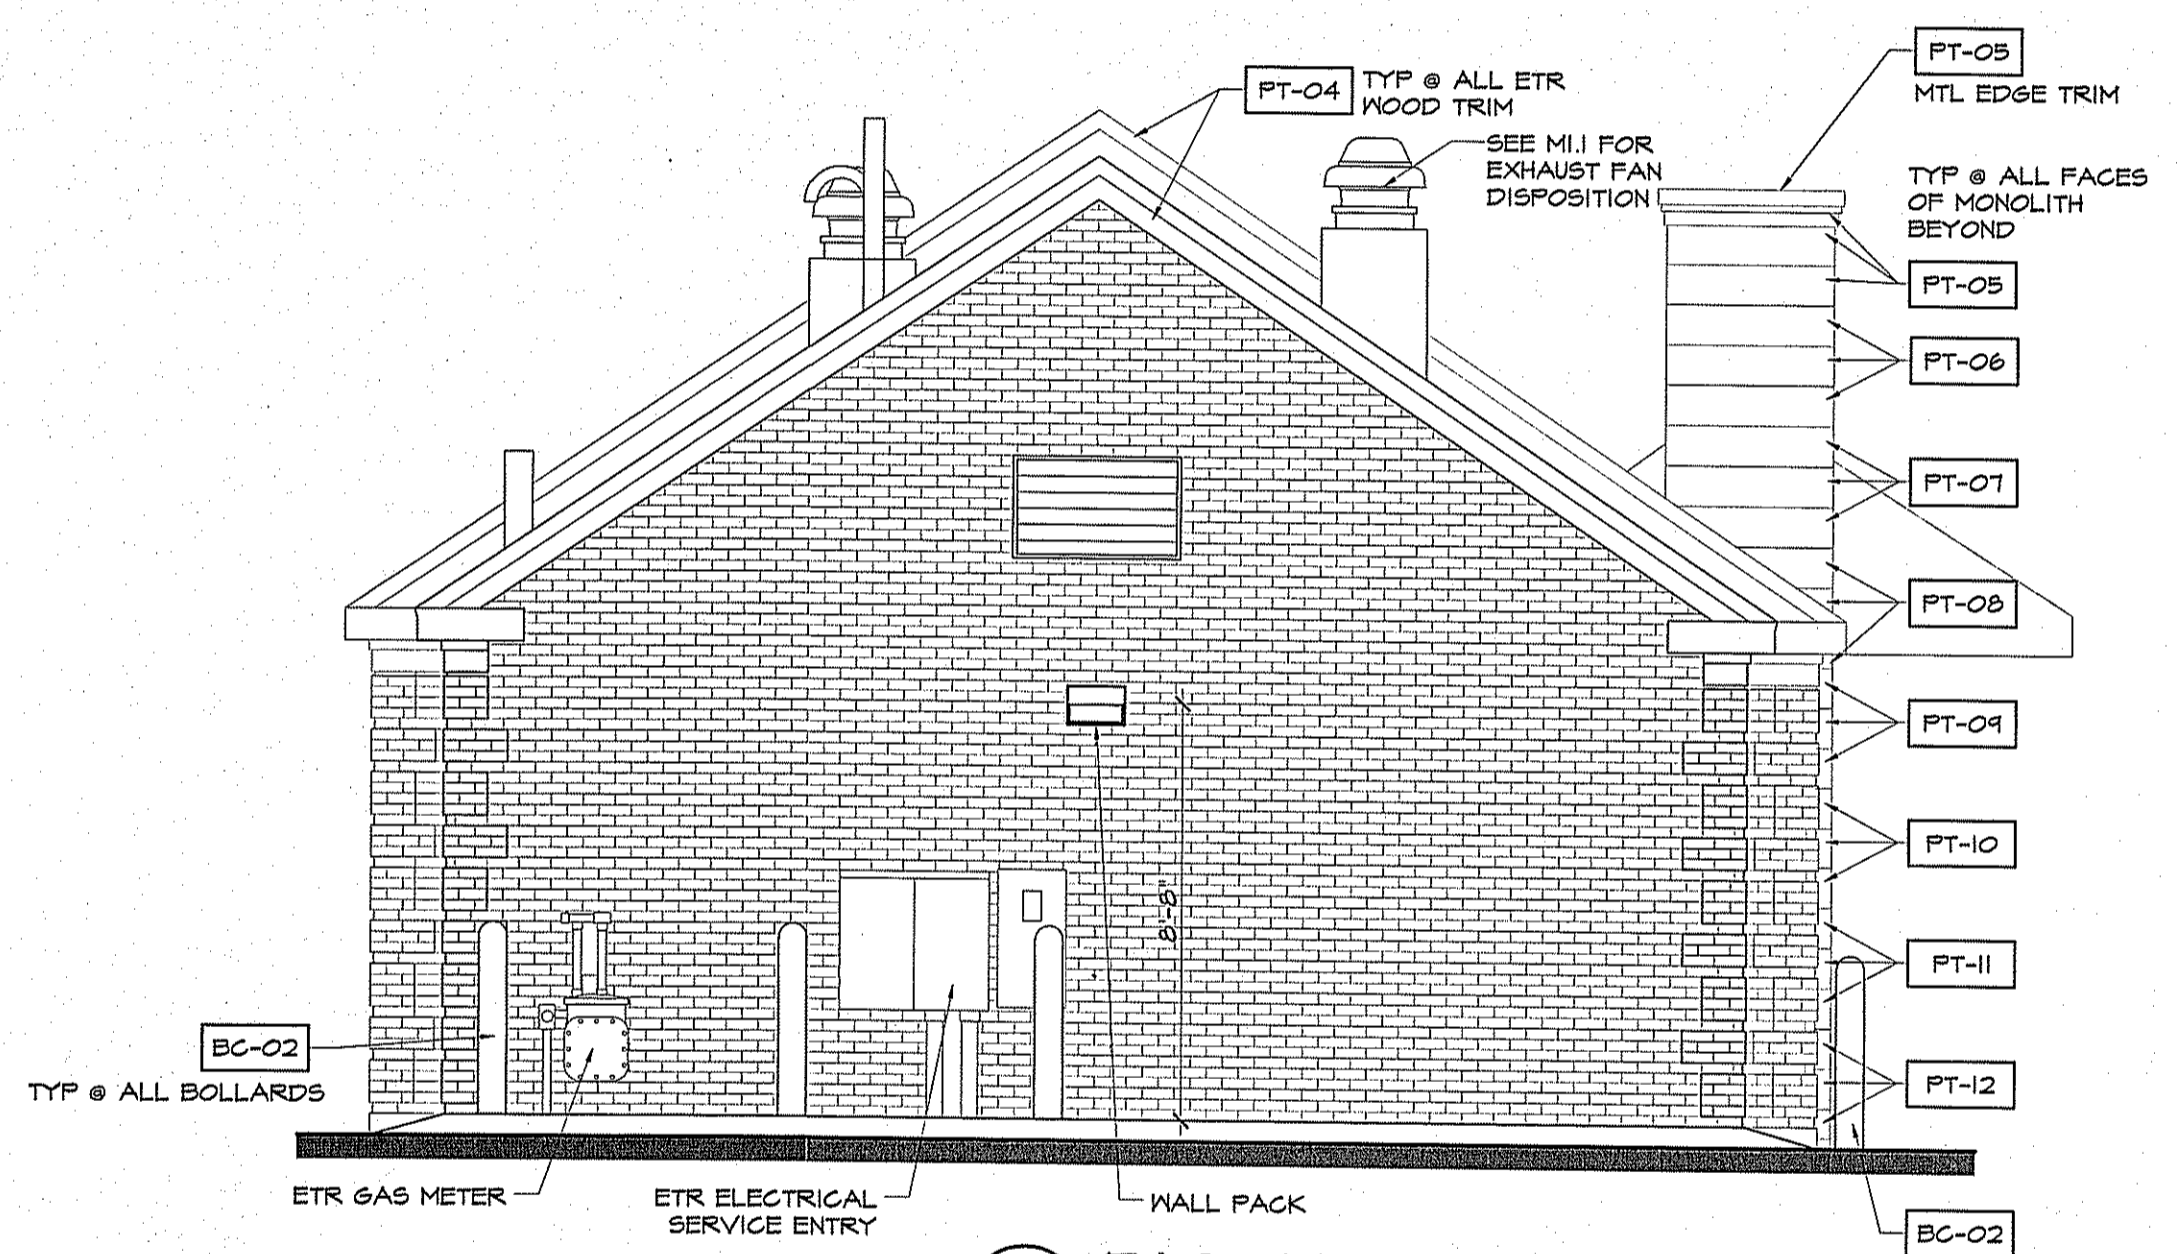 PT-04
TYP @ ALL ETR
WOOD TRIM
SEE M1.1 FOR
EXHAUST FAN
DISPOSITION
PT-05
MTL EDGE TRIM
TYP @ ALL FACES
OF MONOLITH
BEYOND
PT-05
PT-06
PT-07
PT-08
PT-09
PT-10
PT-11
PT-12
8'-8"
BC-02
TYP @ ALL BOLLARDS
ETR GAS METER
ETR ELECTRICAL
SERVICE ENTRY
WALL PACK
BC-02